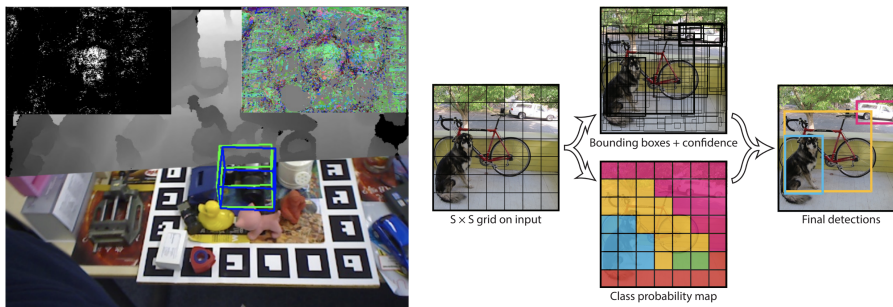 Bounding boxes + confidence
S × S grid on input
Final detections
Class probability map